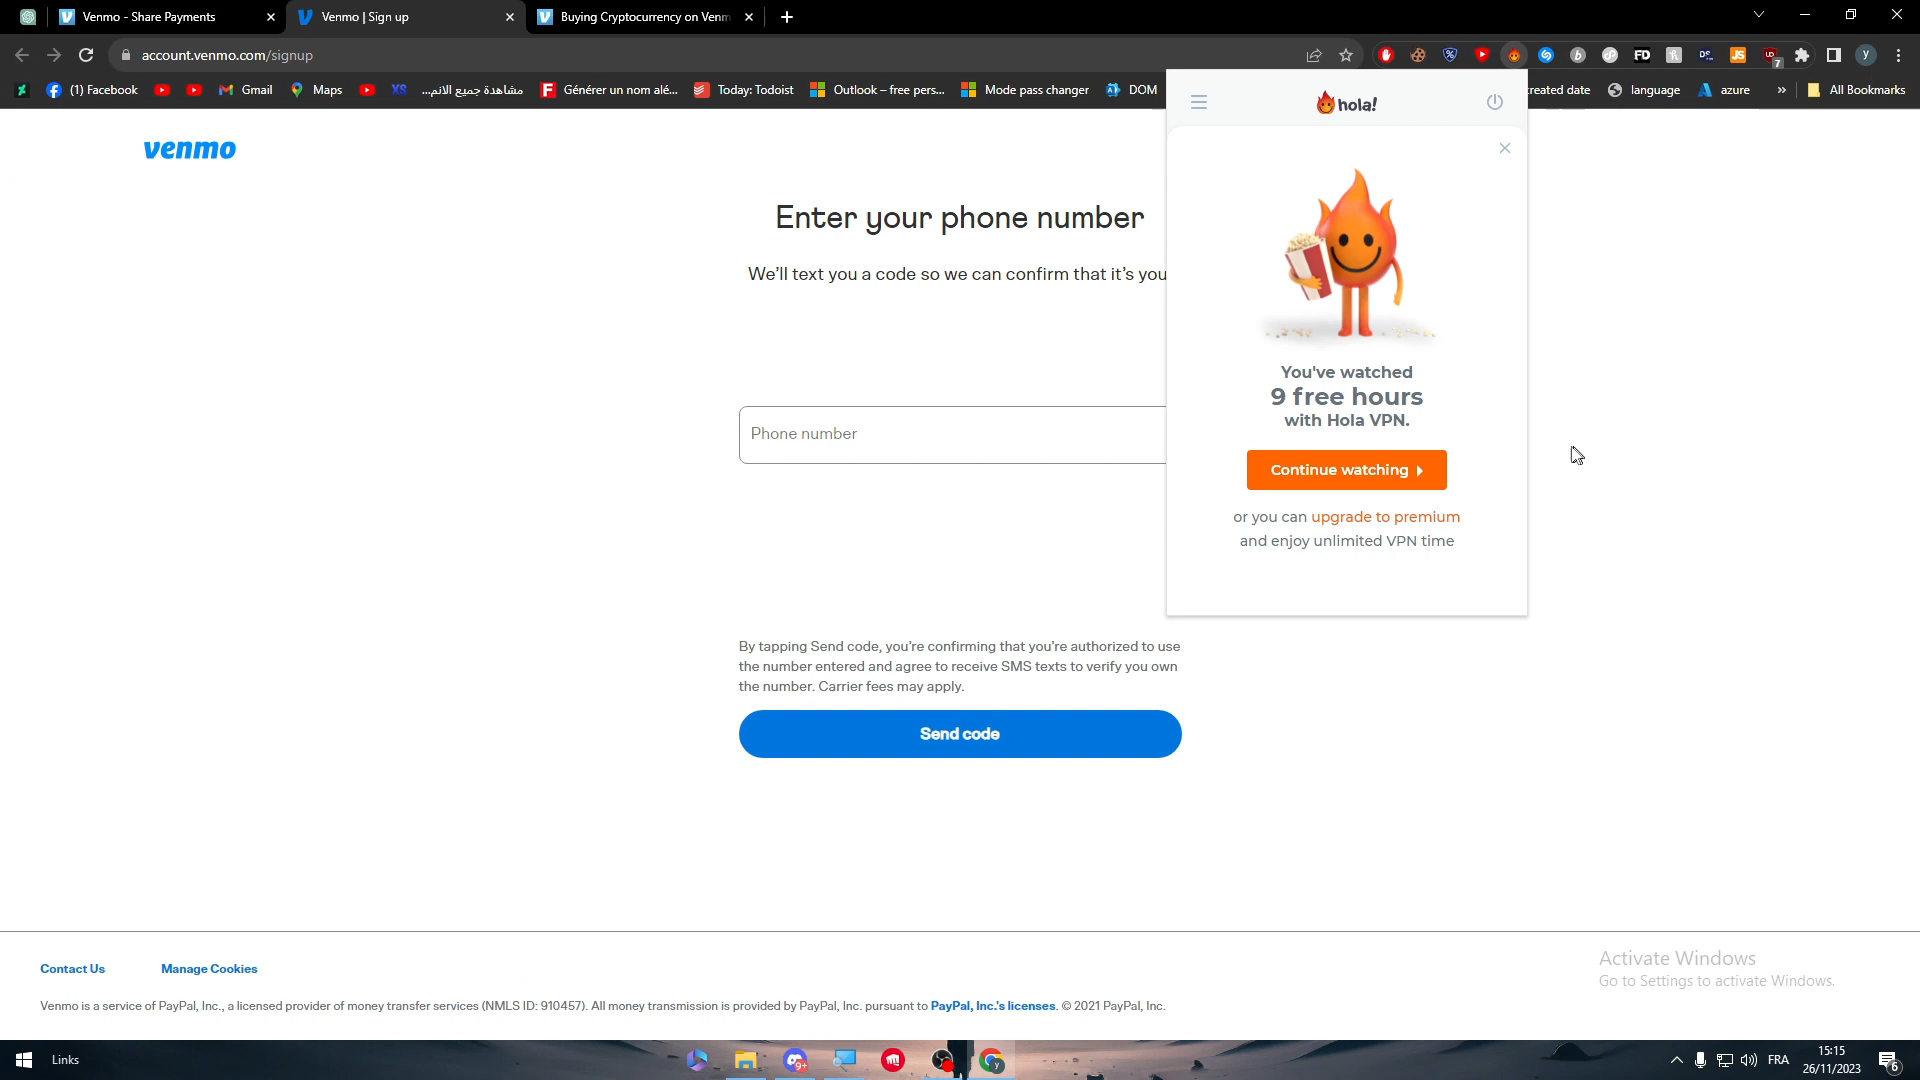 Venmo - Share Payments
Venmo | Sign up
Buying Cryptocurrency on Venm
account.venmo.com/signup
(1) Facebook
Gmail
Maps
XS
مشاهدة جميع الانم...
Générer un nom alé...
Today: Todoist
Outlook – free pers...
Mode pass changer
DOM
reated date
language
azure
»
All Bookmarks
venmo
hola!
Enter your phone number
We'll text you a code so we can confirm that it's you
You've watched
9 free hours
with Hola VPN.
Phone number
Continue watching
or you can upgrade to premium
and enjoy unlimited VPN time
By tapping Send code, you're confirming that you're authorized to use
the number entered and agree to receive SMS texts to verify you own
the number. Carrier fees may apply.
Send code
Activate Windows
Go to Settings to activate Windows.
Contact Us
Manage Cookies
Venmo is a service of PayPal, Inc., a licensed provider of money transfer services (NMLS ID: 910457). All money transmission is provided by PayPal, Inc. pursuant to PayPal, Inc.'s licenses. © 2021 PayPal, Inc.
Links
FRA
15:15
26/11/2023
6